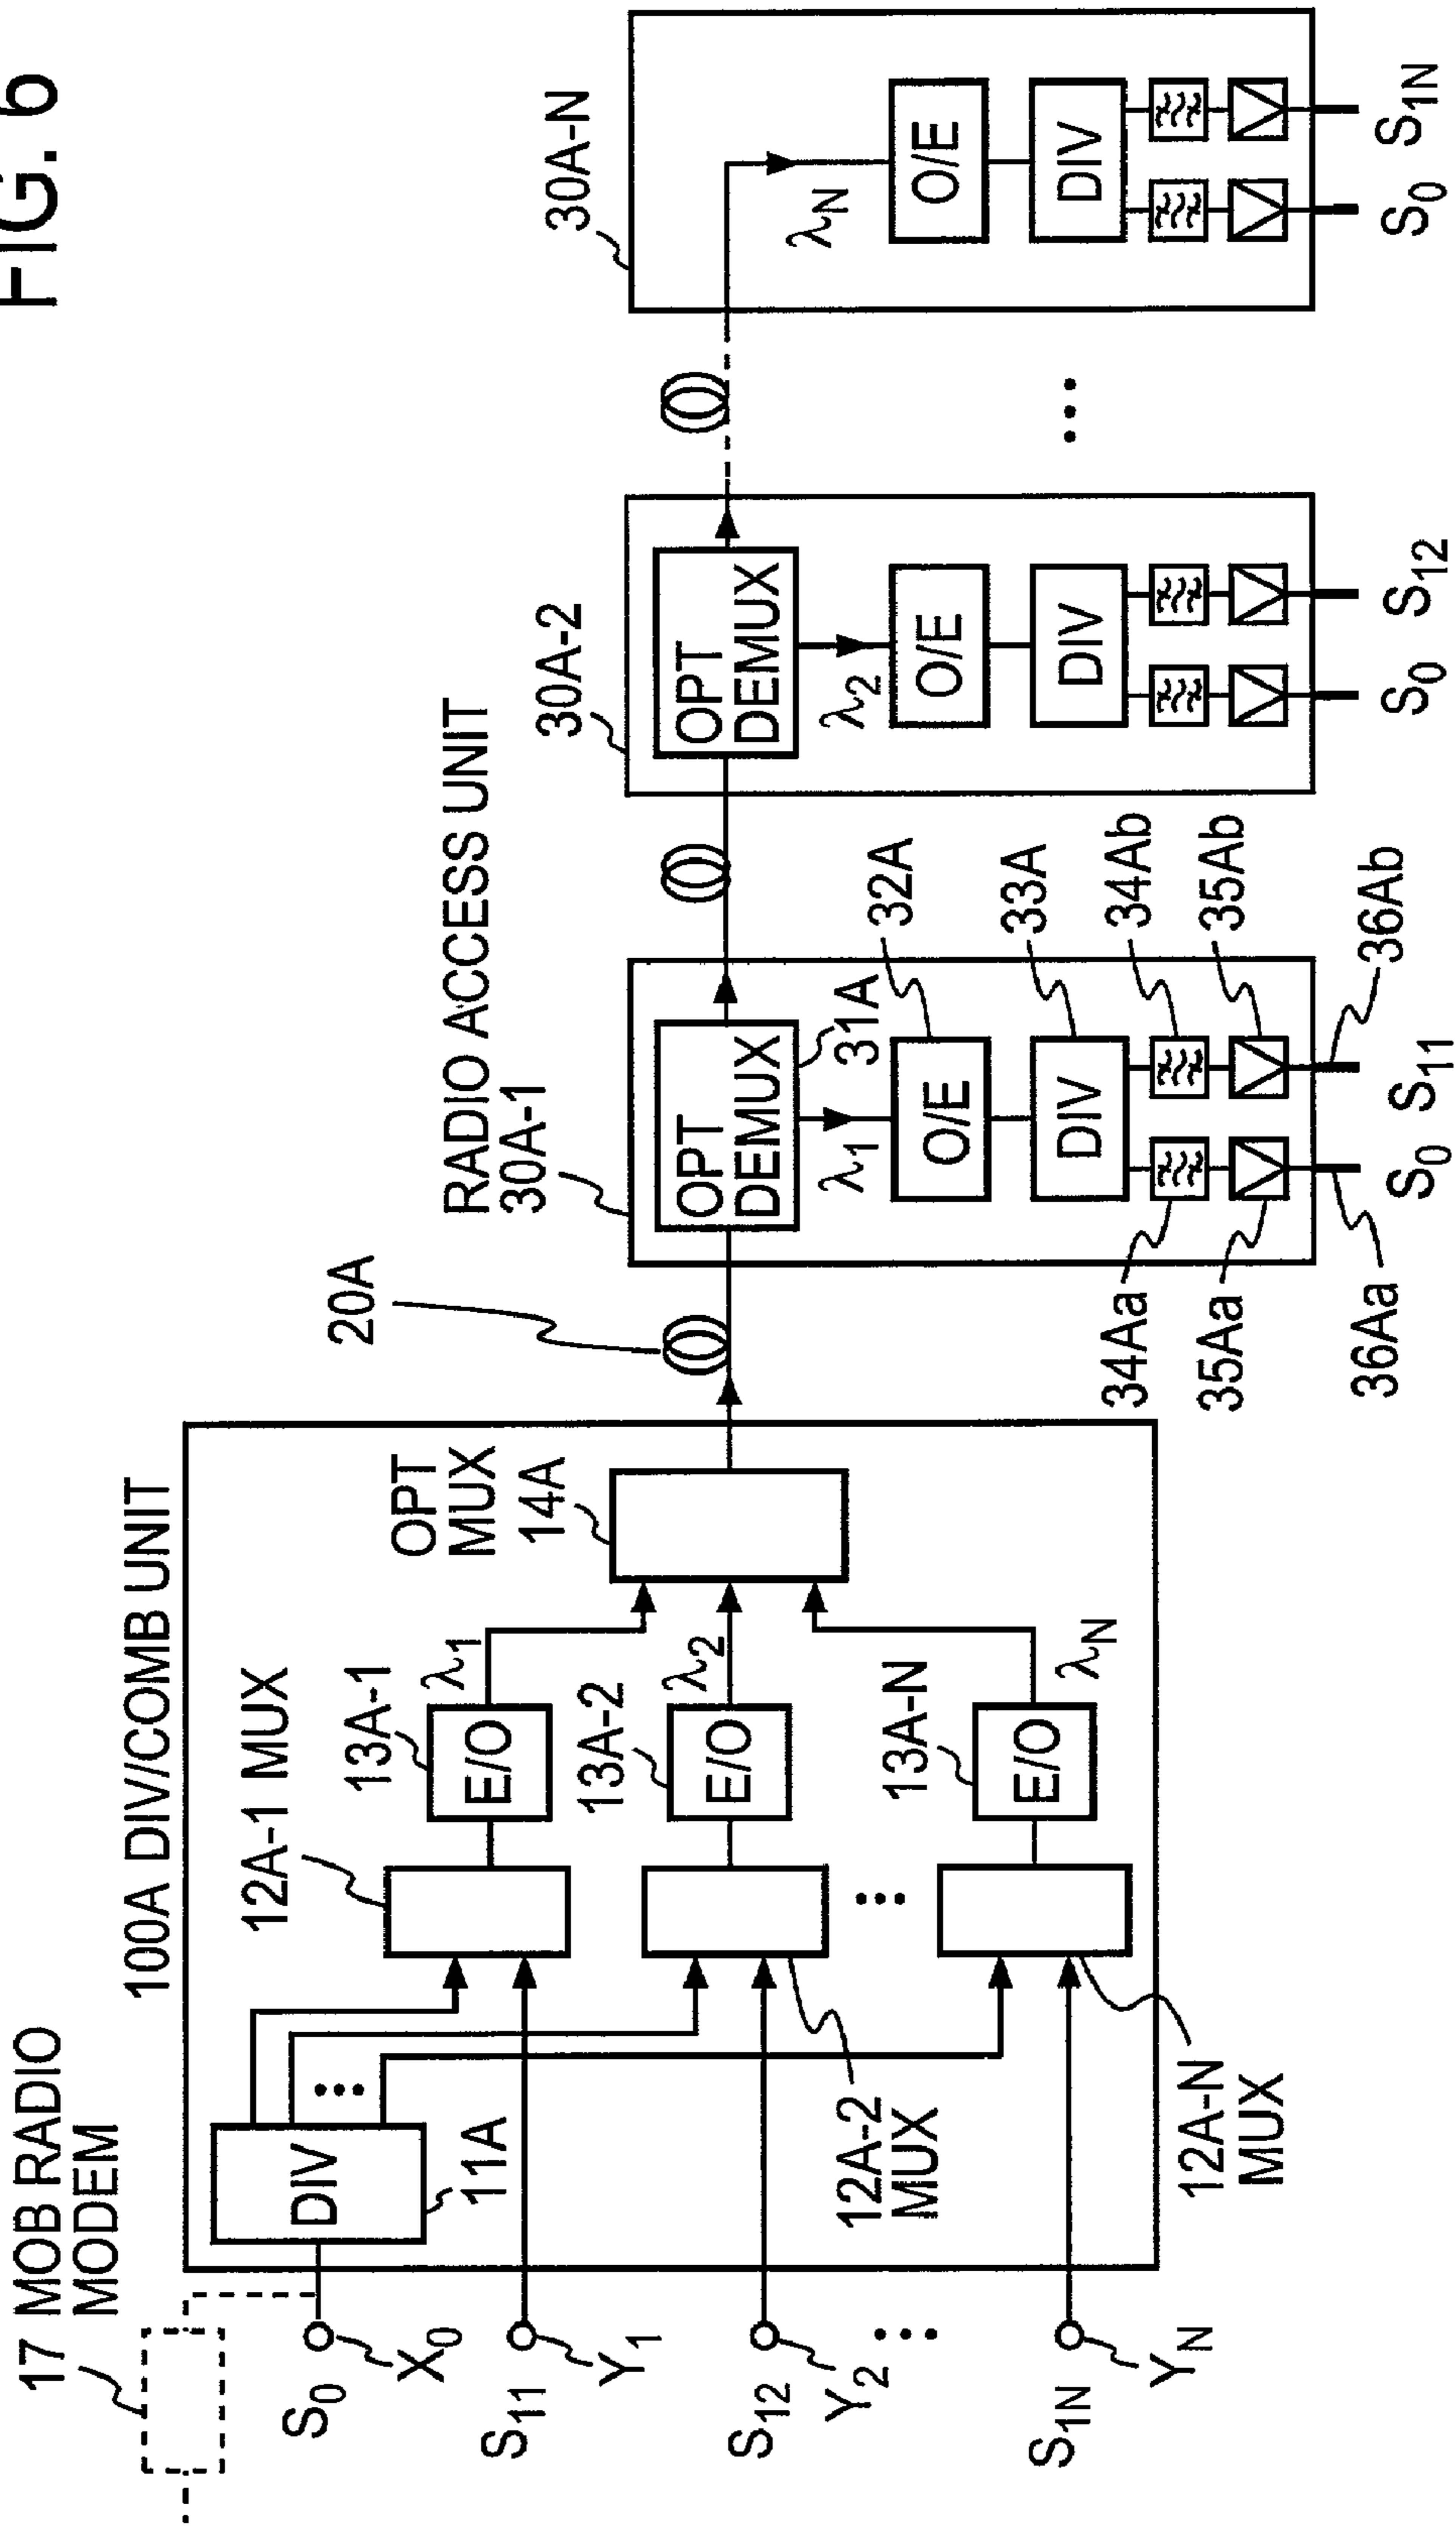 FIG. 6
17 MOB RADIO
MODEM
100A DIV/COMB UNIT
DIV
11A
12A-1 MUX
13A-1
E/O
λ1
12A-2
MUX
13A-2
E/O
λ2
12A-N
MUX
13A-N
E/O
λN
OPT
MUX
14A
S0
X0
S11
Y1
S12
Y2
S1N
YN
20A
RADIO ACCESS UNIT
30A-1
OPT
DEMUX
31A
λ1
O/E
32A
DIV
33A
34Aa
34Ab
35Aa
35Ab
36Aa
36Ab
S0
S11
30A-2
OPT
DEMUX
λ2
O/E
DIV
S0
S12
30A-N
λN
O/E
DIV
S0
S1N